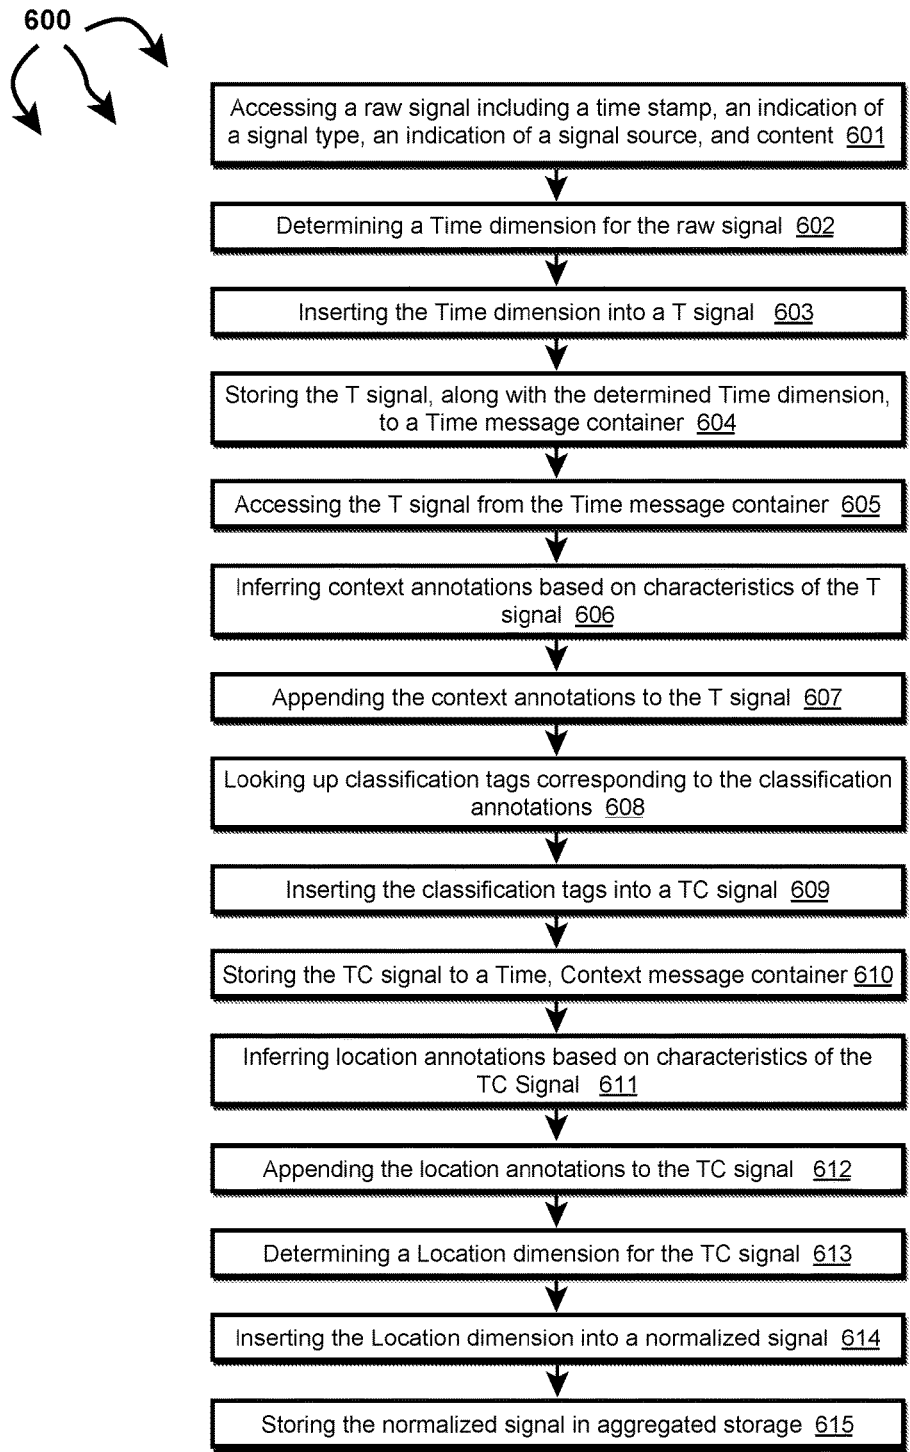 600
Accessing a raw signal including a time stamp, an indication of
a signal type, an indication of a signal source, and content 601
Determining a Time dimension for the raw signal 602
Inserting the Time dimension into a T signal 603
Storing the T signal, along with the determined Time dimension,
to a Time message container 604
Accessing the T signal from the Time message container 605
Inferring context annotations based on characteristics of the T
signal 606
Appending the context annotations to the T signal 607
Looking up classification tags corresponding to the classification
annotations 608
Inserting the classification tags into a TC signal 609
Storing the TC signal to a Time, Context message container 610
Inferring location annotations based on characteristics of the
TC Signal 611
Appending the location annotations to the TC signal 612
Determining a Location dimension for the TC signal 613
Inserting the Location dimension into a normalized signal 614
Storing the normalized signal in aggregated storage 615